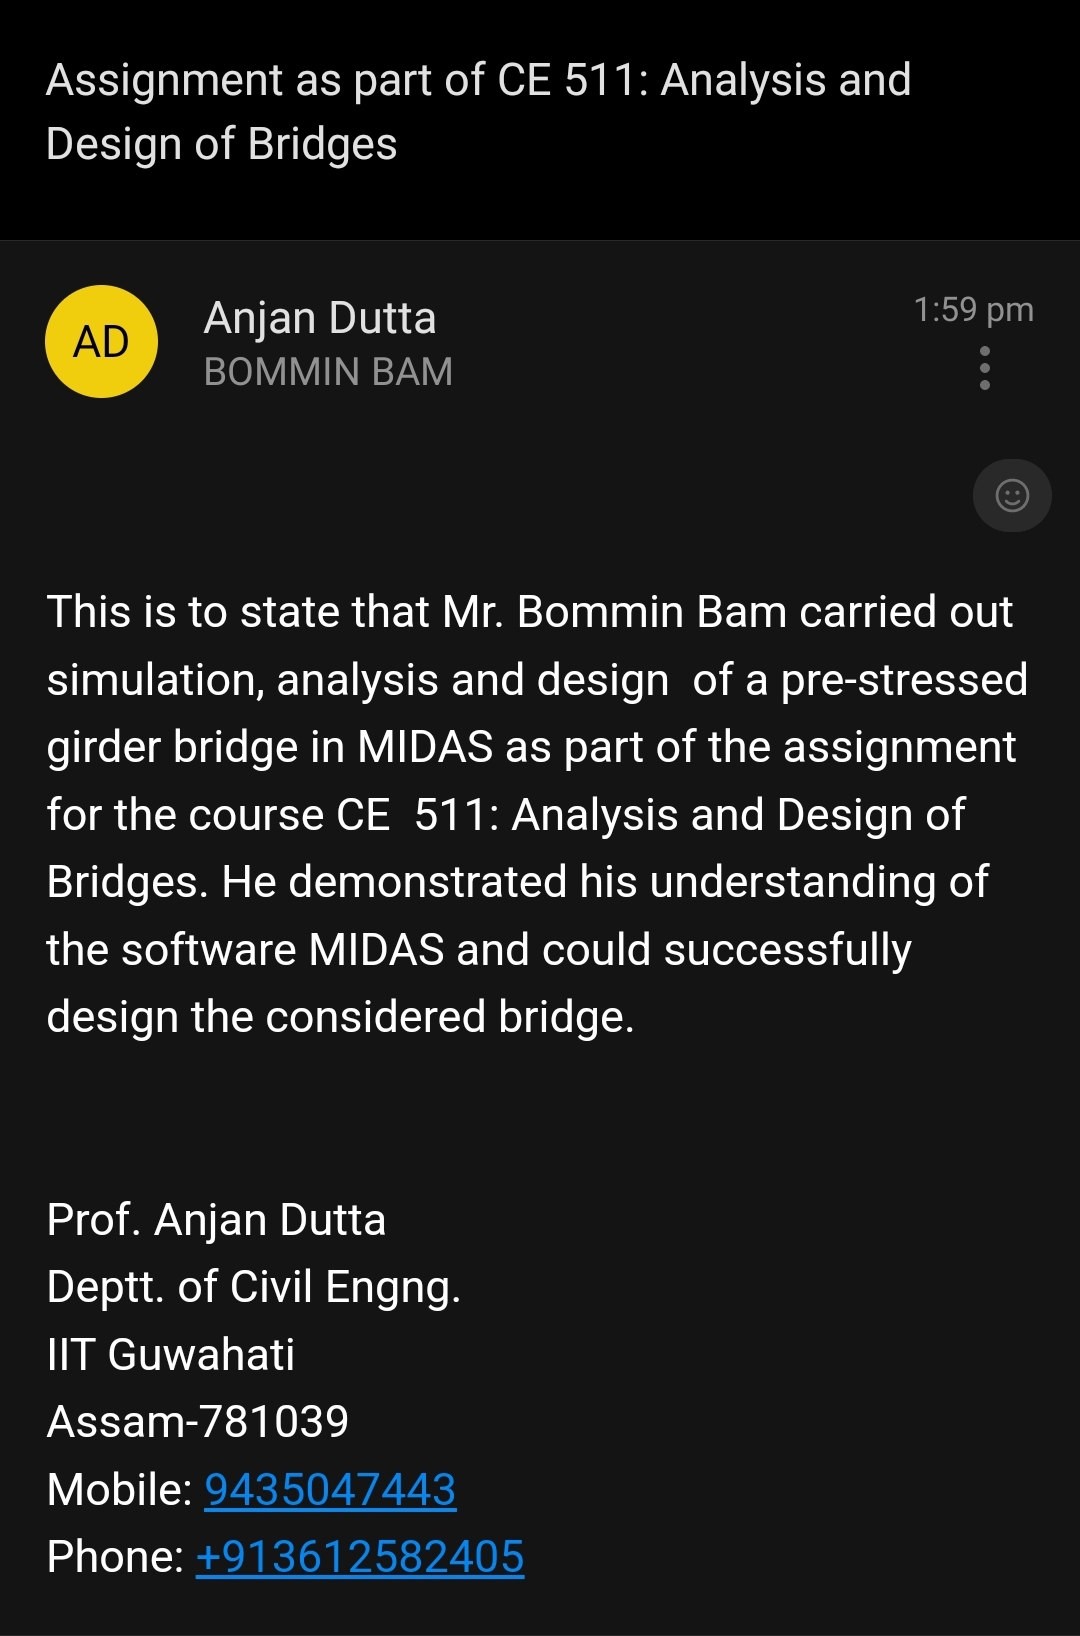 Assignment as part of CE 511: Analysis and
Design of Bridges
AD
Anjan Dutta
1:59 pm
BOMMIN BAM
This is to state that Mr. Bommin Bam carried out
simulation, analysis and design  of a pre-stressed
girder bridge in MIDAS as part of the assignment
for the course CE  511: Analysis and Design of
Bridges. He demonstrated his understanding of
the software MIDAS and could successfully
design the considered bridge.
Prof. Anjan Dutta
Deptt. of Civil Engng.
IIT Guwahati
Assam-781039
Mobile: 9435047443
Phone: +913612582405